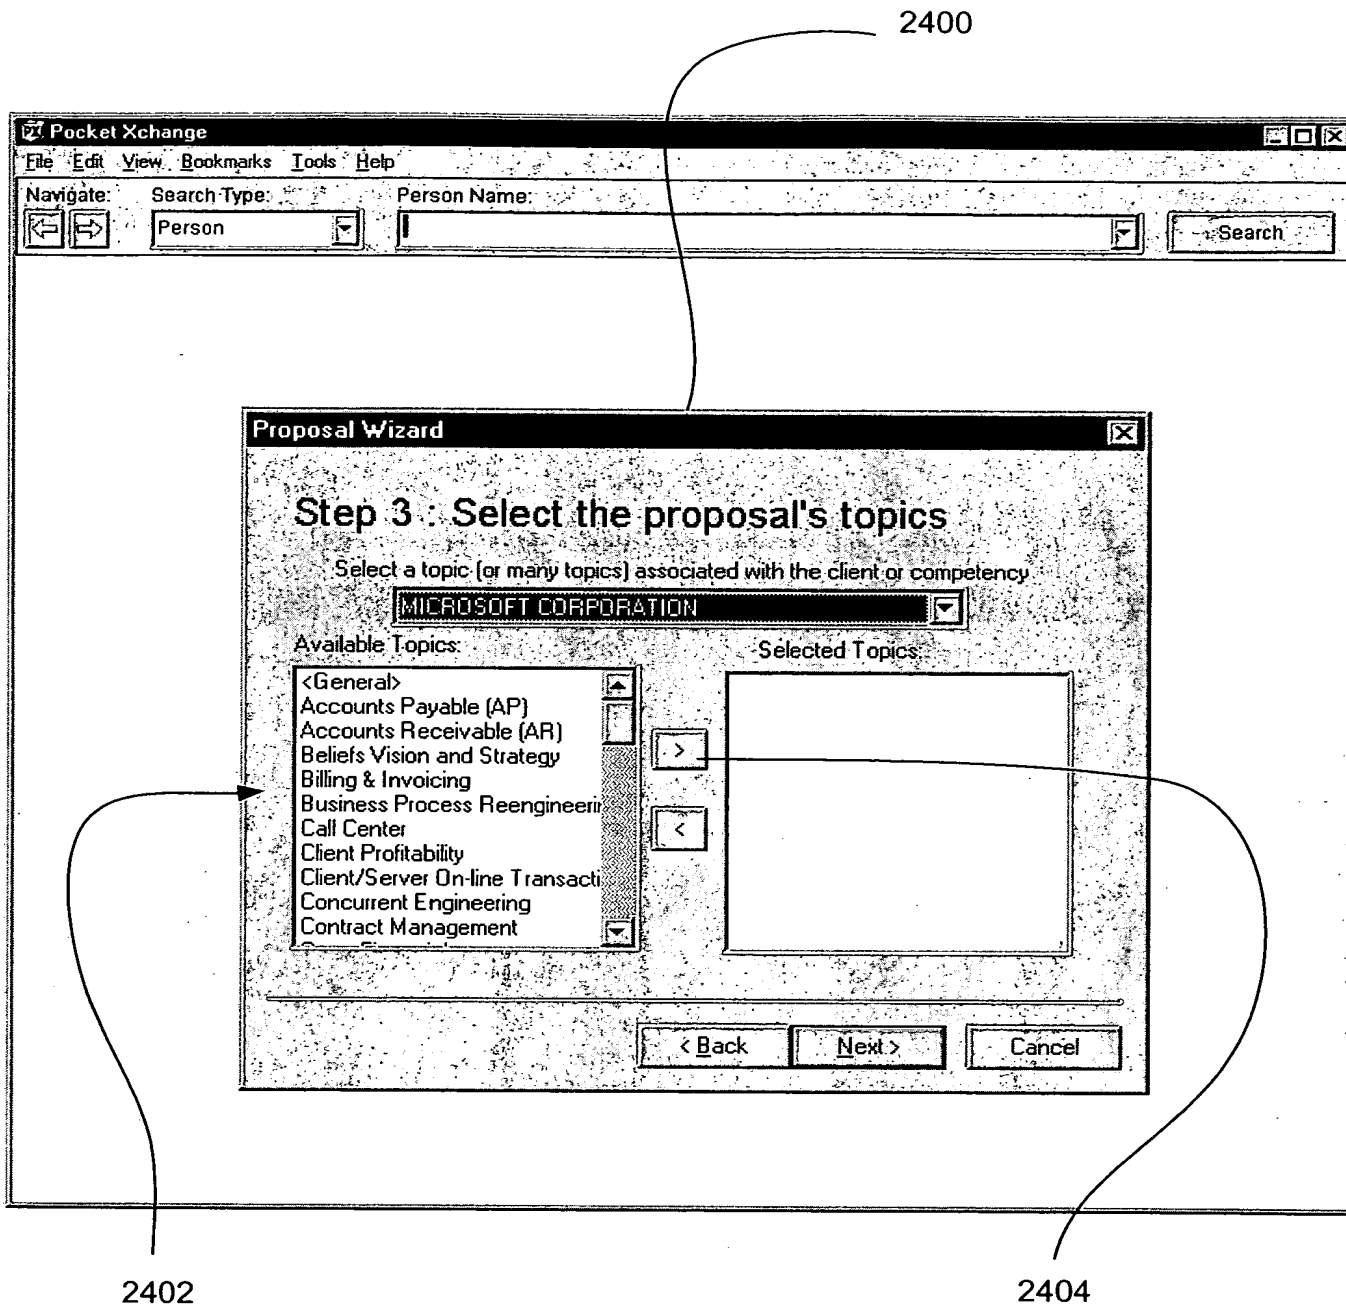 2400
Pocket Xchange
File Edit View Bookmarks Tools Help
Navigate: Search Type: Person Name:
Person Search
Proposal Wizard
Step 3 : Select the proposal's topics
Select a topic (or many topics) associated with the client or competency
MICROSOFT CORPORATION
Available Topics: Selected Topics:
<General>
Accounts Payable (AP)
Accounts Receivable (AR)
Beliefs Vision and Strategy
>
Billing & Invoicing
Business Process Reengineerin
Call Center
<
Client Profitability
Client/Server On-line Transacti
Concurrent Engineering
Contract Management
< Back Next > Cancel
2402 2404